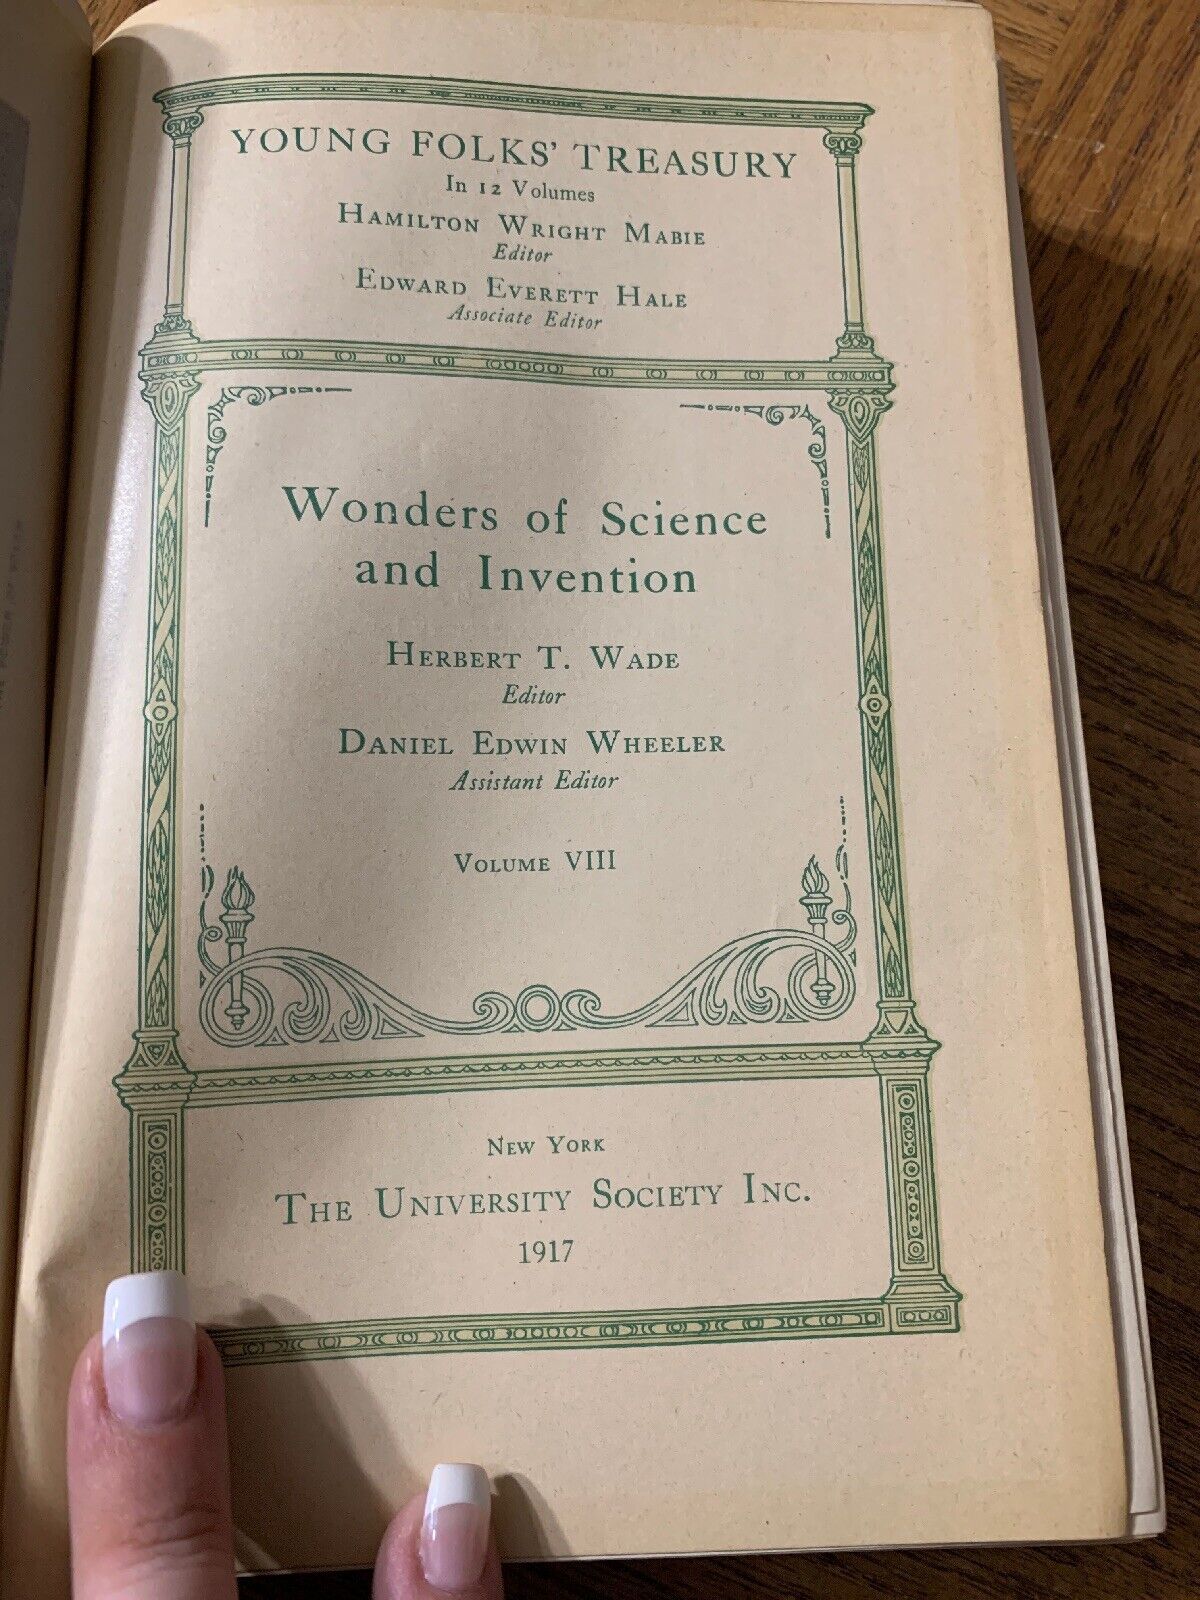 YOUNG FOLKS' TREASURY
In 12 Volumes
HAMILTON WRIGHT MABIE
Editor
EDWARD EVERETT HALE
Associate Editor
Wonders of Science
and Invention
HERBERT T. WADE
Editor
DANIEL EDWIN WHEELER
Assistant Editor
VOLUME VIII
NEW YORK
THE UNIVERSITY SOCIETY INC.
1917